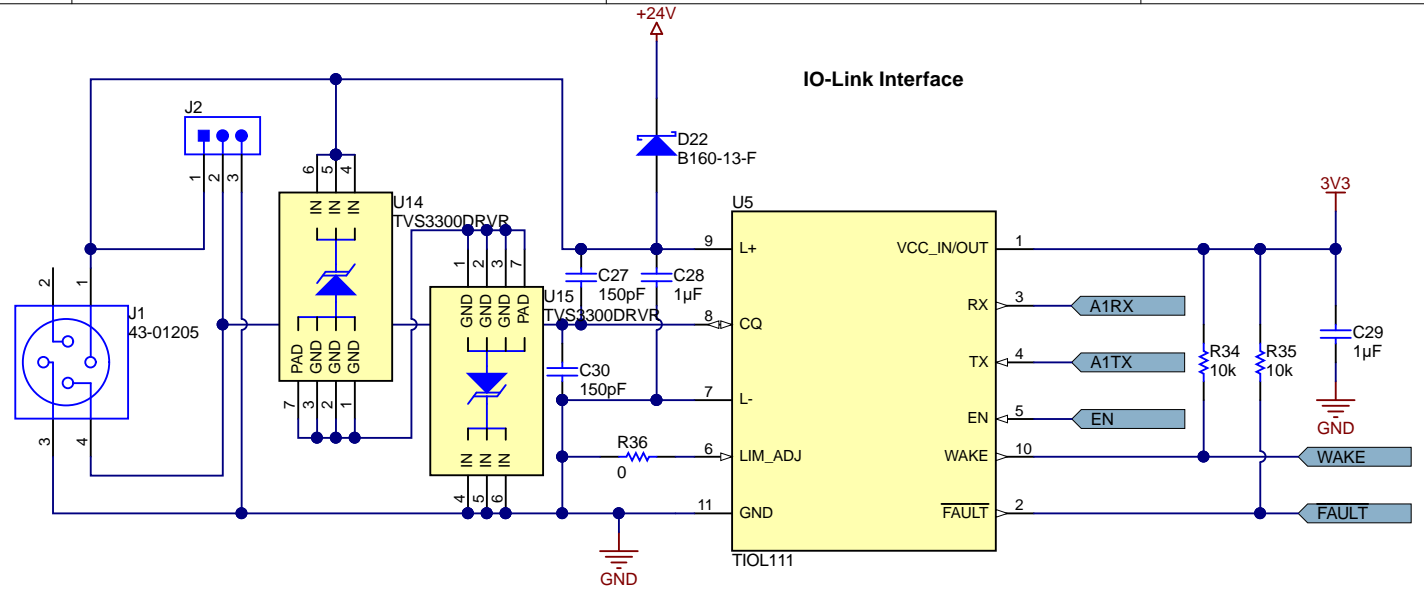 +24V
IO-Link Interface
J2
1
2
3
6
5
4
IN
IN
IN
U14
TVS3300DRVR
PAD
GND
GND
GND
7
3
2
1
D22
B160-13-F
1
2
3
7
GND
GND
GND
PAD
U15
TVS3300DRVR
IN
IN
IN
4
5
6
2
1
J1
43-01205
3
4
C27
150pF
C28
1µF
C30
150pF
R36
0
GND
U5
9
L+
8
CQ
7
L-
6
LIM_ADJ
11
GND
TIOL111
VCC_IN/OUT
1
RX
3
A1RX
TX
4
A1TX
EN
5
EN
WAKE
10
WAKE
FAULT
2
FAULT
R34
10k
R35
10k
3V3
C29
1µF
GND